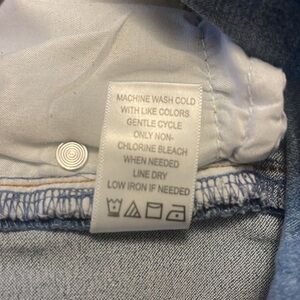 MACHINE WASH COLD
WITH LIKE COLORS
GENTLE CYCLE
ONLY NON-
CHLORINE BLEACH
WHEN NEEDED
LINE DRY
LOW IRON IF NEEDED